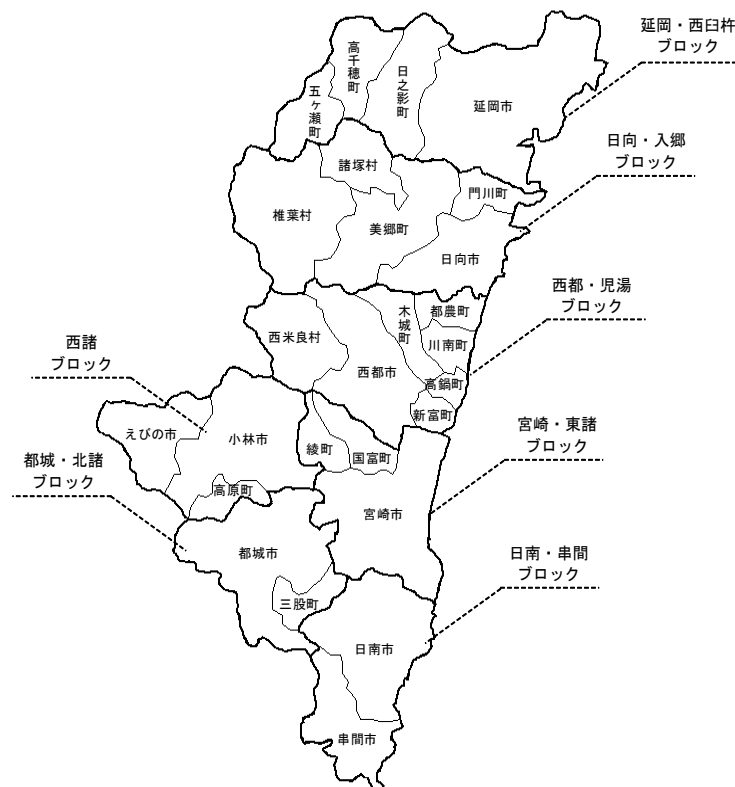 延岡・西臼杵
ブロック
高千穂町
日之影町
五ヶ瀬町
延岡市
日向・入郷
ブロック
諸塚村
門川町
椎葉村
美郷町
日向市
西都・児湯
ブロック
木城町
都農町
西米良村
川南町
西都市
高鍋町
新富町
西諸
ブロック
えびの市
小林市
綾町
国富町
宮崎・東諸
ブロック
都城・北諸
ブロック
高原町
宮崎市
都城市
日南・串間
ブロック
三股町
日南市
串間市